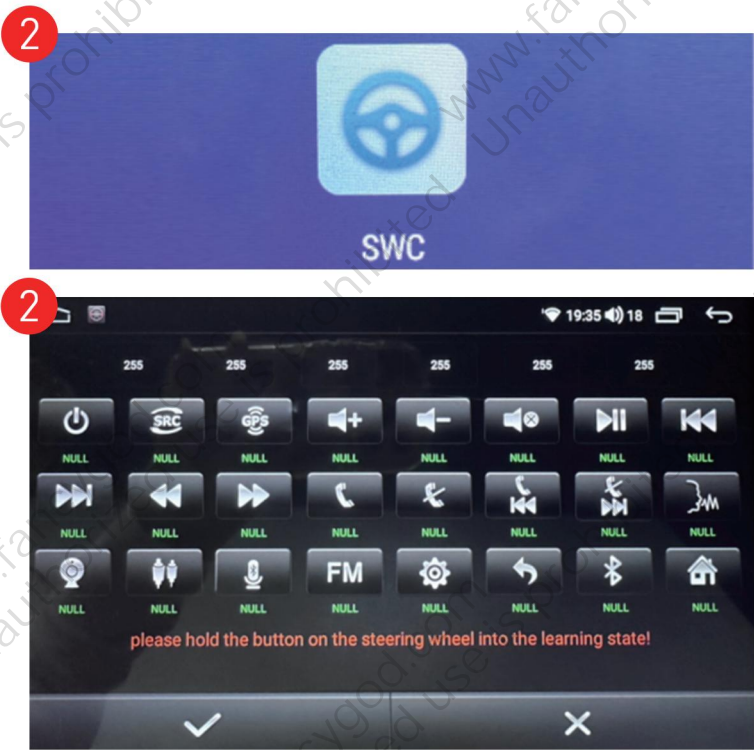 2
SWC
2
19:35 18
255 255 255 255 255 255
SRC GPS
NULL NULL NULL NULL NULL NULL NULL NULL
NULL NULL NULL NULL NULL NULL NULL NULL
FM
NULL NULL NULL NULL NULL NULL NULL NULL
please hold the button on the steering wheel into the learning state!